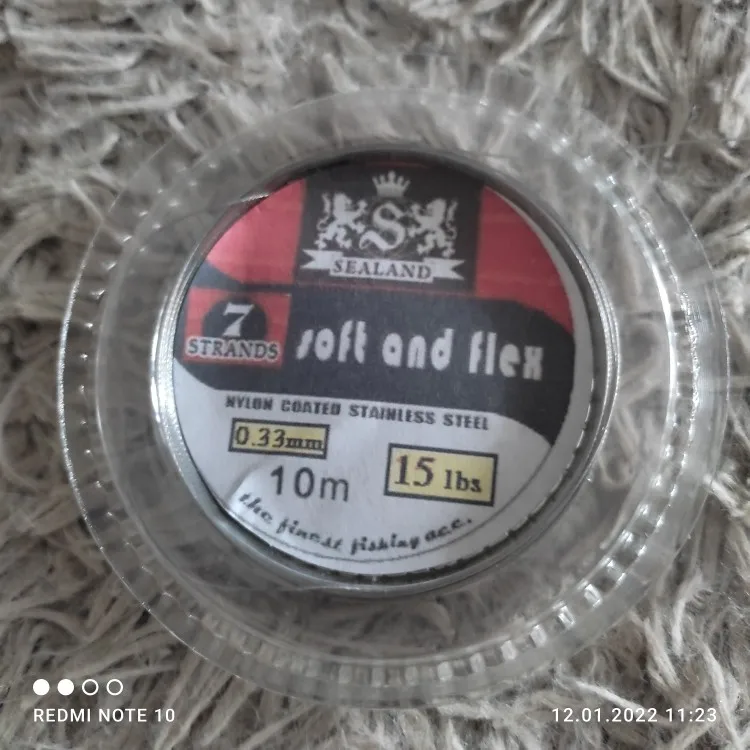 S
SEALAND
7
STRANDS
soft and flex
NYLON COATED STAINLESS STEEL
0.33mm
15 lbs
10m
the finest fishing acc.
REDMI NOTE 10
12.01.2022 11:23